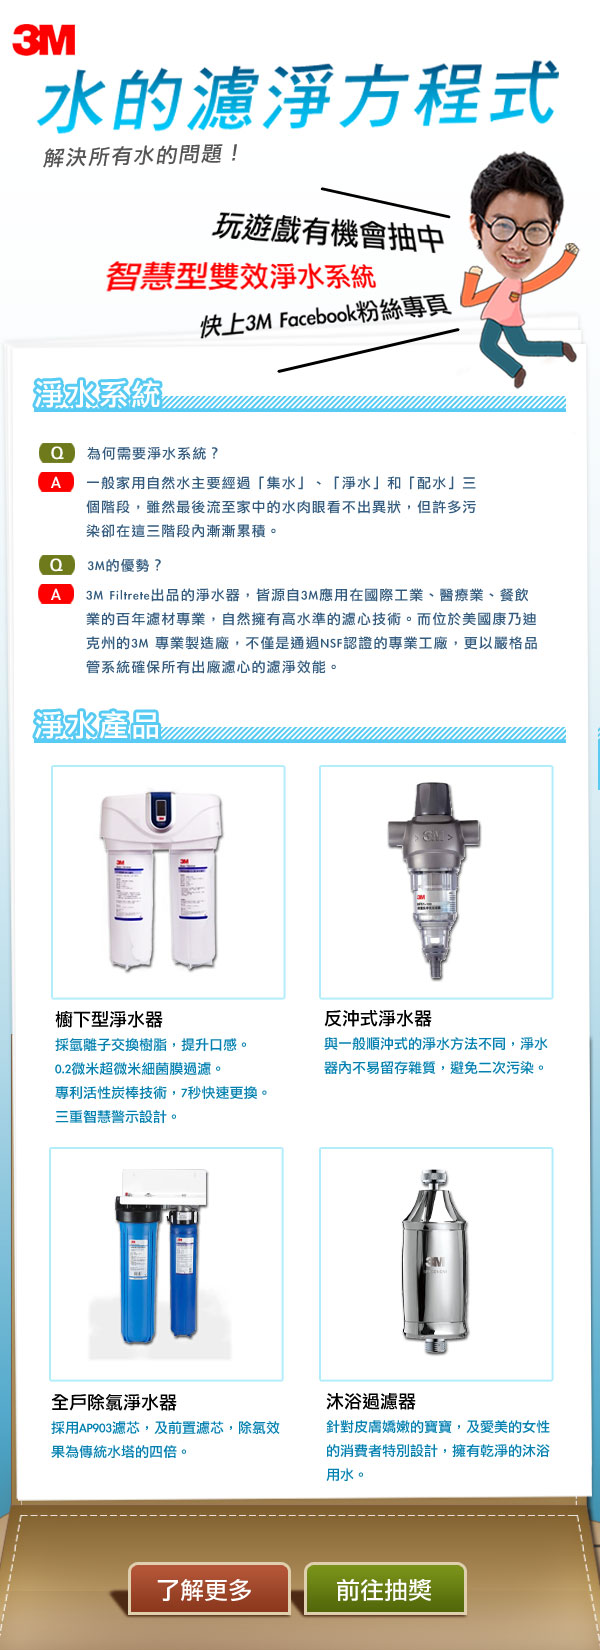 3M
水的濾淨方程式
解決所有水的問題！
玩遊戲有機會抽中
智慧型雙效淨水系統
快上3M Facebook粉絲專頁
淨水系統
Q 為何需要淨水系統？
A 一般家用自然水主要經過「集水」、「淨水」和「配水」三
個階段，雖然最後流至家中的水肉眼看不出異狀，但許多污
染卻在這三階段內漸漸累積。
Q 3M的優勢？
A 3M Filtrete出品的淨水器，皆源自3M應用在國際工業、醫療業、餐飲
業的百年濾材專業，自然擁有高水準的濾心技術。而位於美國康乃迪
克州的3M 專業製造廠，不僅是通過NSF認證的專業工廠，更以嚴格品
管系統確保所有出廠濾心的濾淨效能。
淨水產品
3M
3M
3M
3M
櫥下型淨水器
採氫離子交換樹脂，提升口感。
0.2微米超微米細菌膜過濾。
專利活性炭棒技術，7秒快速更換。
三重智慧警示設計。
反沖式淨水器
與一般順沖式的淨水方法不同，淨水
器內不易留存雜質，避免二次污染。
3M
全戶除氯淨水器
採用AP903濾芯，及前置濾芯，除氯效
果為傳統水塔的四倍。
沐浴過濾器
針對皮膚嬌嫩的寶寶，及愛美的女性
的消費者特別設計，擁有乾淨的沐浴
用水。
了解更多
前往抽獎